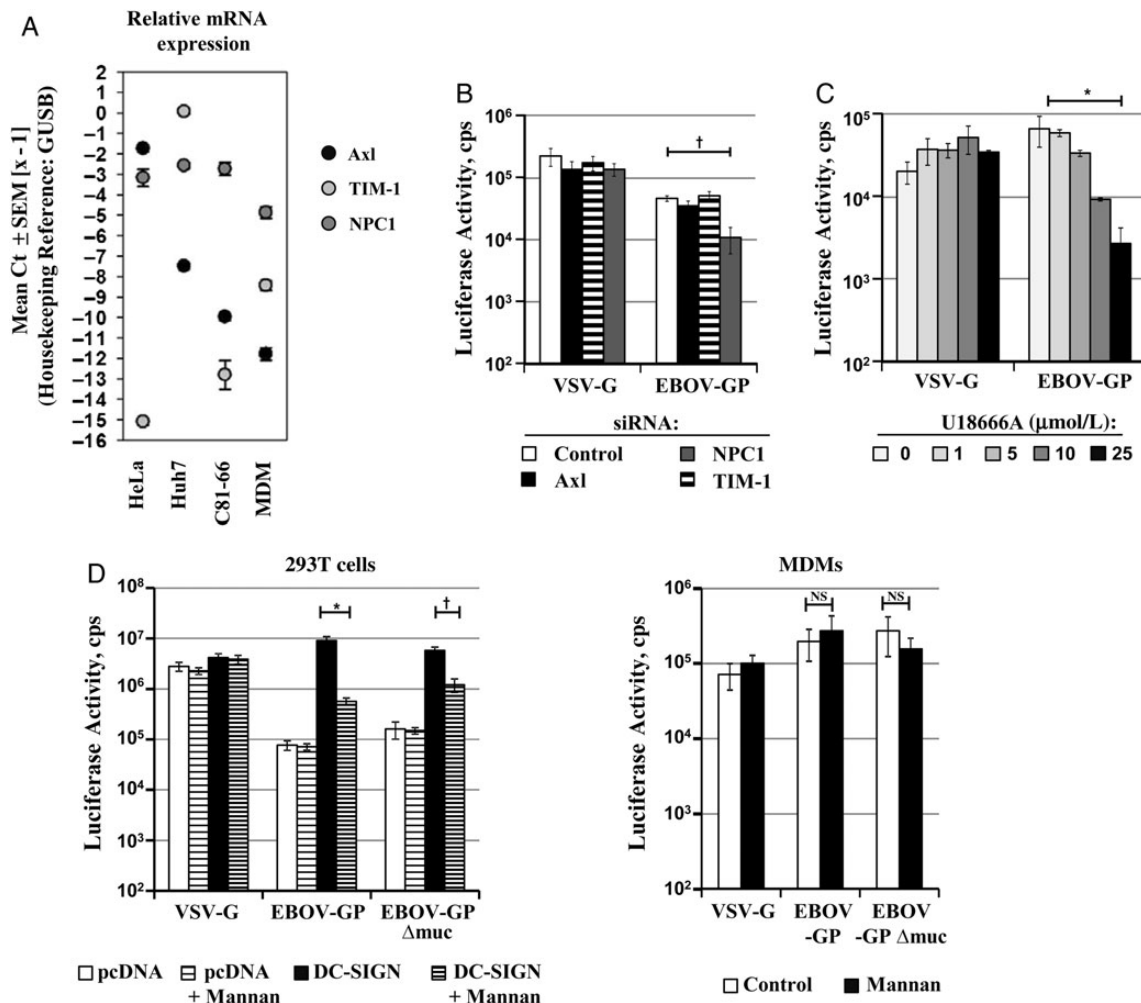 A
Relative mRNA
expression
Mean Ct ± SEM [x - 1]
(Housekeeping Reference: GUSB)
2
1
0
−1
−2
−3
−4
−5
−6
−7
−8
−9
−10
−11
−12
−13
−14
−15
−16
HeLa
Huh7
C81-66
MDM
Axl
TIM-1
NPC1
B
Luciferase Activity, cps
10⁶
10⁵
10⁴
10³
10²
†
VSV-G EBOV-GP
siRNA:
Control NPC1
Axl TIM-1
C
Luciferase Activity, cps
10⁵
10⁴
10³
10²
*
VSV-G EBOV-GP
U18666A (μmol/L):
0 1 5 10 25
D
293T cells
Luciferase Activity, cps
10⁸
10⁷
10⁶
10⁵
10⁴
10³
10²
* †
VSV-G EBOV-GP EBOV-GP
Δmuc
pcDNA pcDNA DC-SIGN DC-SIGN
+ Mannan + Mannan
MDMs
Luciferase Activity, cps
10⁶
10⁵
10⁴
10³
10²
NS NS
VSV-G EBOV EBOV
-GP -GP Δmuc
Control Mannan